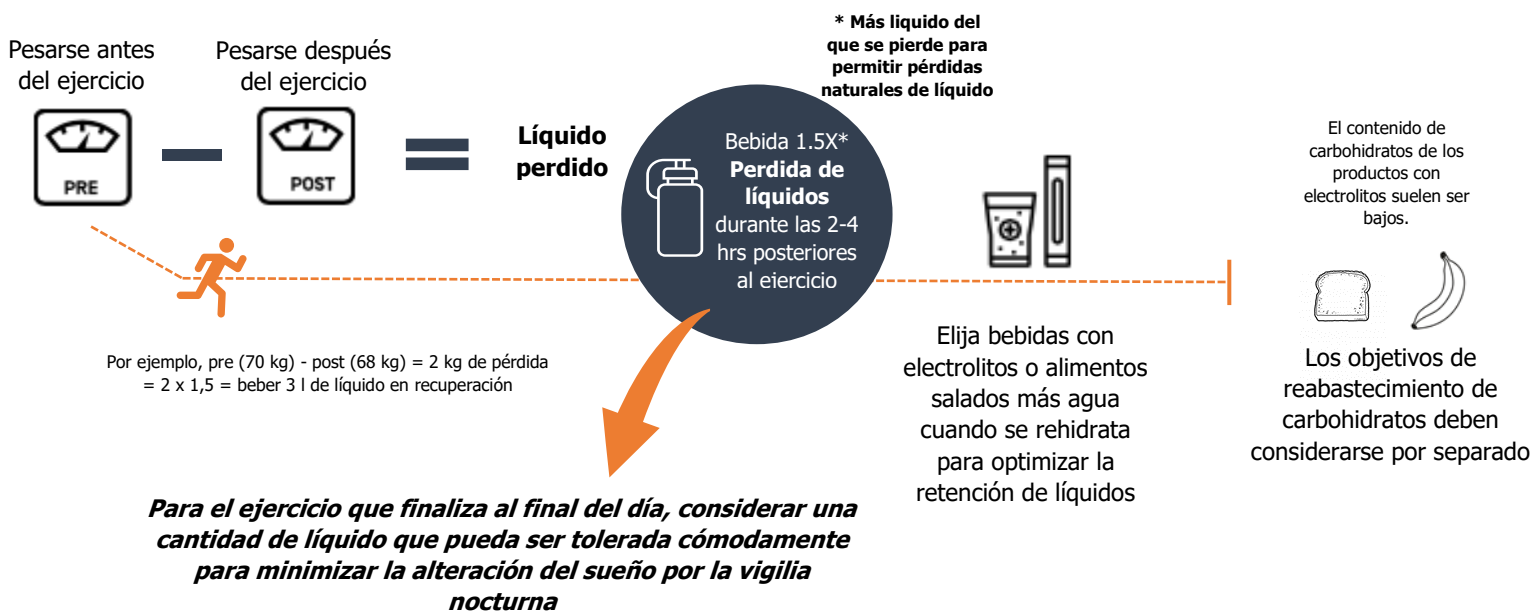 Pesarse antes
del ejercicio
PRE
Pesarse después
del ejercicio
POST
Líquido
perdido
* Más liquido del
que se pierde para
permitir pérdidas
naturales de líquido
Bebida 1.5X*
Perdida de
líquidos
durante las 2-4
hrs posteriores
al ejercicio
Por ejemplo, pre (70 kg) - post (68 kg) = 2 kg de pérdida
= 2 x 1,5 = beber 3 l de líquido en recuperación
Para el ejercicio que finaliza al final del día, considerar una
cantidad de líquido que pueda ser tolerada cómodamente
para minimizar la alteración del sueño por la vigilia
nocturna
Elija bebidas con
electrolitos o alimentos
salados más agua
cuando se rehidrata
para optimizar la
retención de líquidos
El contenido de
carbohidratos de los
productos con
electrolitos suelen ser
bajos.
Los objetivos de
reabastecimiento de
carbohidratos deben
considerarse por separado